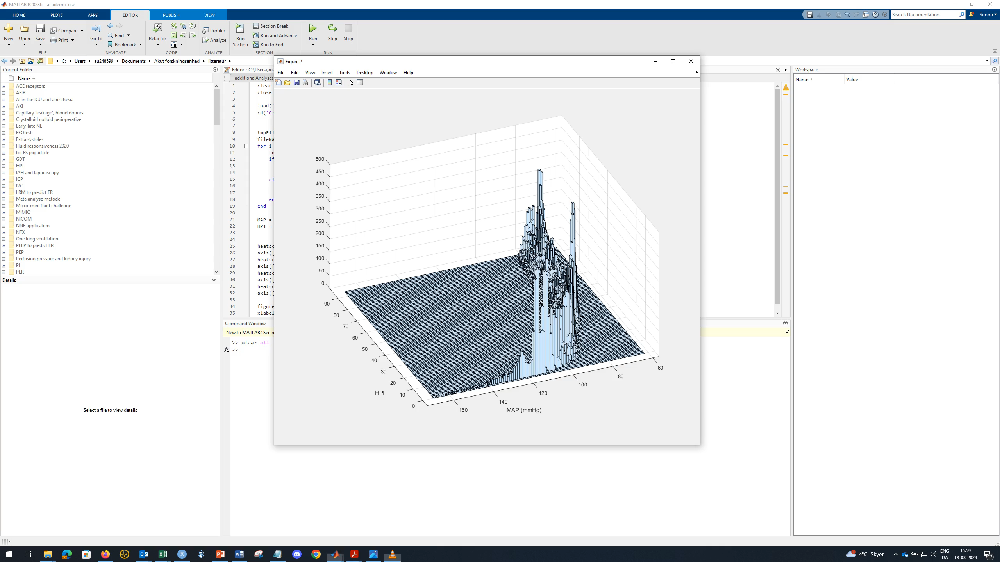 MATLAB R2023b - academic use
HOME PLOTS APPS EDITOR PUBLISH VIEW
Search Documentation Simon
New Open Save Compare Print
Go To Find Bookmark
Refactor
Profiler Analyze
Run Section Section Break Run and Advance Run to End
Run Step Stop
FILE NAVIGATE CODE ANALYZE SECTION RUN
C: Users au248599 Documents Akut forskningsenhed litteratur
Current Folder
Name
ACE receptors
AFIB
AI in the ICU and anesthesia
AKI
Capillary 'leakage', blood donors
Crystalloid colloid perioperative
Early-late NE
EEOtest
Extra systoles
Fluid responsiveness 2020
for ES pig article
GDT
HPI
IAH and laporascopy
ICP
IVC
LRM to predict FR
Meta analyse metode
Micro-mini fluid challenge
MIMIC
NICOM
NNF application
NTX
One lung ventilation
PEEP to predict FR
PEP
Perfusion pressure and kidney injury
PI
PLR
Details
Select a file to view details
Editor - C:\Users\au2
additionalAnalyses
1 clear
2 close
3
4 load('
5 cd('C:
6
7
8 tmpFil
9 fileNa
10 for i
11 [n
12 if
13
14
15 el
16
17
18 en
19 end
20
21 MAP =
22 HPI =
23
24
25 heatsc
26 axis([
27 heatsc
28 axis([
29 heatsc
30 axis([
31 heatsc
32 axis([
33
34 figure
35 xlabel
Command Window
New to MATLAB? See re
>> clear all
fx >>
Figure 2
File Edit View Insert Tools Desktop Window Help
500
450
400
350
300
250
200
150
100
50
0
90
80
70
60
50
40
30
20
10
0
HPI
160
140
120
100
80
60
MAP (mmHg)
Workspace
Name Value
4°C Skyet
ENG
DA
15:59
18-03-2024
17